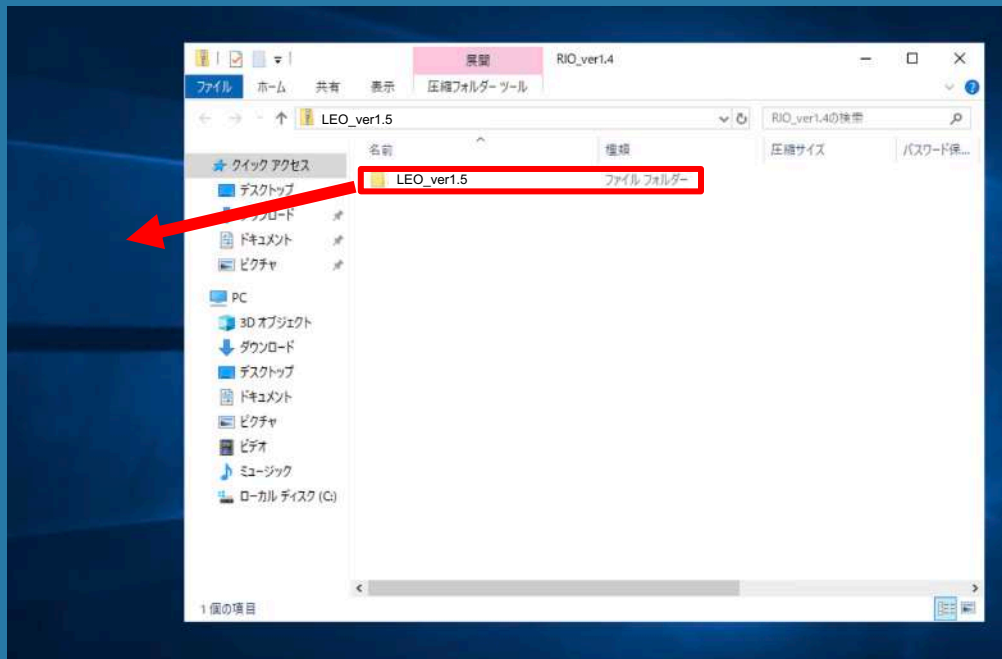 展開
RIO_ver1.4
ファイル ホーム 共有 表示 圧縮フォルダー ツール
LEO_ver1.5
RIO_ver1.4の検索
名前 種類 圧縮サイズ パスワード保...
クイック アクセス
LEO_ver1.5 ファイル フォルダー
デスクトップ
ドキュメント
ピクチャ
PC
3D オブジェクト
ダウンロード
デスクトップ
ドキュメント
ピクチャ
ビデオ
ミュージック
ローカル ディスク (C:)
1 個の項目